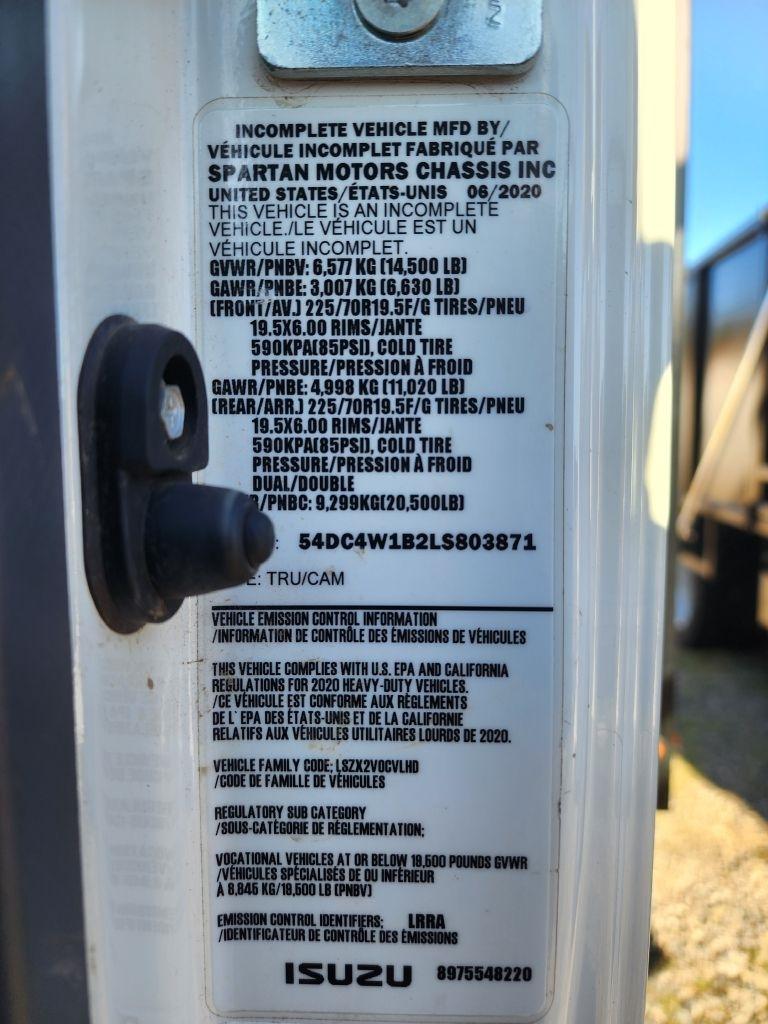 INCOMPLETE VEHICLE MFD BY/
VÉHICULE INCOMPLET FABRIQUÉ PAR
SPARTAN MOTORS CHASSIS INC
UNITED STATES/ÉTATS-UNIS 06/2020
THIS VEHICLE IS AN INCOMPLETE
VEHICLE./LE VÉHICULE EST UN
VÉHICULE INCOMPLET.
GVWR/PNBV: 6,577 KG (14,500 LB)
GAWR/PNBE: 3,007 KG (6,630 LB)
(FRONT/AV.) 225/70R19.5F/G TIRES/PNEU
19.5X6.00 RIMS/JANTE
590KPA(85PSI), COLD TIRE
PRESSURE/PRESSION À FROID
GAWR/PNBE: 4,998 KG (11,020 LB)
(REAR/ARR.) 225/70R19.5F/G TIRES/PNEU
19.5X6.00 RIMS/JANTE
590KPA(85PSI), COLD TIRE
PRESSURE/PRESSION À FROID
DUAL/DOUBLE
/PNBC: 9,299KG(20,500LB)
: 54DC4W1B2LS803871
E: TRU/CAM
VEHICLE EMISSION CONTROL INFORMATION
/INFORMATION DE CONTRÔLE DES ÉMISSIONS DE VÉHICULES
THIS VEHICLE COMPLIES WITH U.S. EPA AND CALIFORNIA
REGULATIONS FOR 2020 HEAVY-DUTY VEHICLES.
/CE VÉHICULE EST CONFORME AUX RÈGLEMENTS
DE L' EPA DES ÉTATS-UNIS ET DE LA CALIFORNIE
RELATIFS AUX VÉHICULES UTILITAIRES LOURDS DE 2020.
VEHICLE FAMILY CODE; LSZX2VOCVLHD
/CODE DE FAMILLE DE VÉHICULES
REGULATORY SUB CATEGORY
/SOUS-CATÉGORIE DE RÉGLEMENTATION;
VOCATIONAL VEHICLES AT OR BELOW 19,500 POUNDS GVWR
/VÉHICULES SPÉCIALISÉS DE OU INFÉRIEUR
À 8,845 KG/19,500 LB (PNBV)
EMISSION CONTROL IDENTIFIERS; LRRA
/IDENTIFICATEUR DE CONTRÔLE DES ÉMISSIONS
ISUZU 8975548220